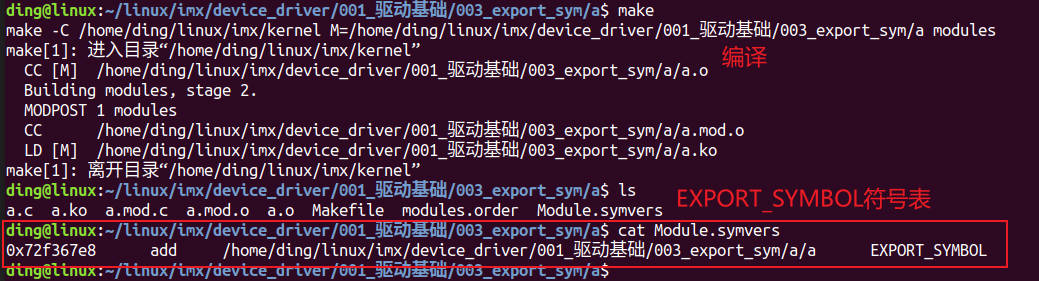 ding@linux:~/linux/imx/device_driver/001_驱动基础/003_export_sym/a$ make
make -C /home/ding/linux/imx/kernel M=/home/ding/linux/imx/device_driver/001_驱动基础/003_export_sym/a modules
make[1]: 进入目录“/home/ding/linux/imx/kernel”
编译
CC [M]  /home/ding/linux/imx/device_driver/001_驱动基础/003_export_sym/a/a.o
Building modules, stage 2.
MODPOST 1 modules
CC      /home/ding/linux/imx/device_driver/001_驱动基础/003_export_sym/a/a.mod.o
LD [M]  /home/ding/linux/imx/device_driver/001_驱动基础/003_export_sym/a/a.ko
make[1]: 离开目录“/home/ding/linux/imx/kernel”
ding@linux:~/linux/imx/device_driver/001_驱动基础/003_export_sym/a$ ls
EXPORT_SYMBOL符号表
a.c  a.ko  a.mod.c  a.mod.o  a.o  Makefile  modules.order  Module.symvers
ding@linux:~/linux/imx/device_driver/001_驱动基础/003_export_sym/a$ cat Module.symvers
0x72f367e8      add     /home/ding/linux/imx/device_driver/001_驱动基础/003_export_sym/a/a      EXPORT_SYMBOL
ding@linux:~/linux/imx/device_driver/001_驱动基础/003_export_sym/a$